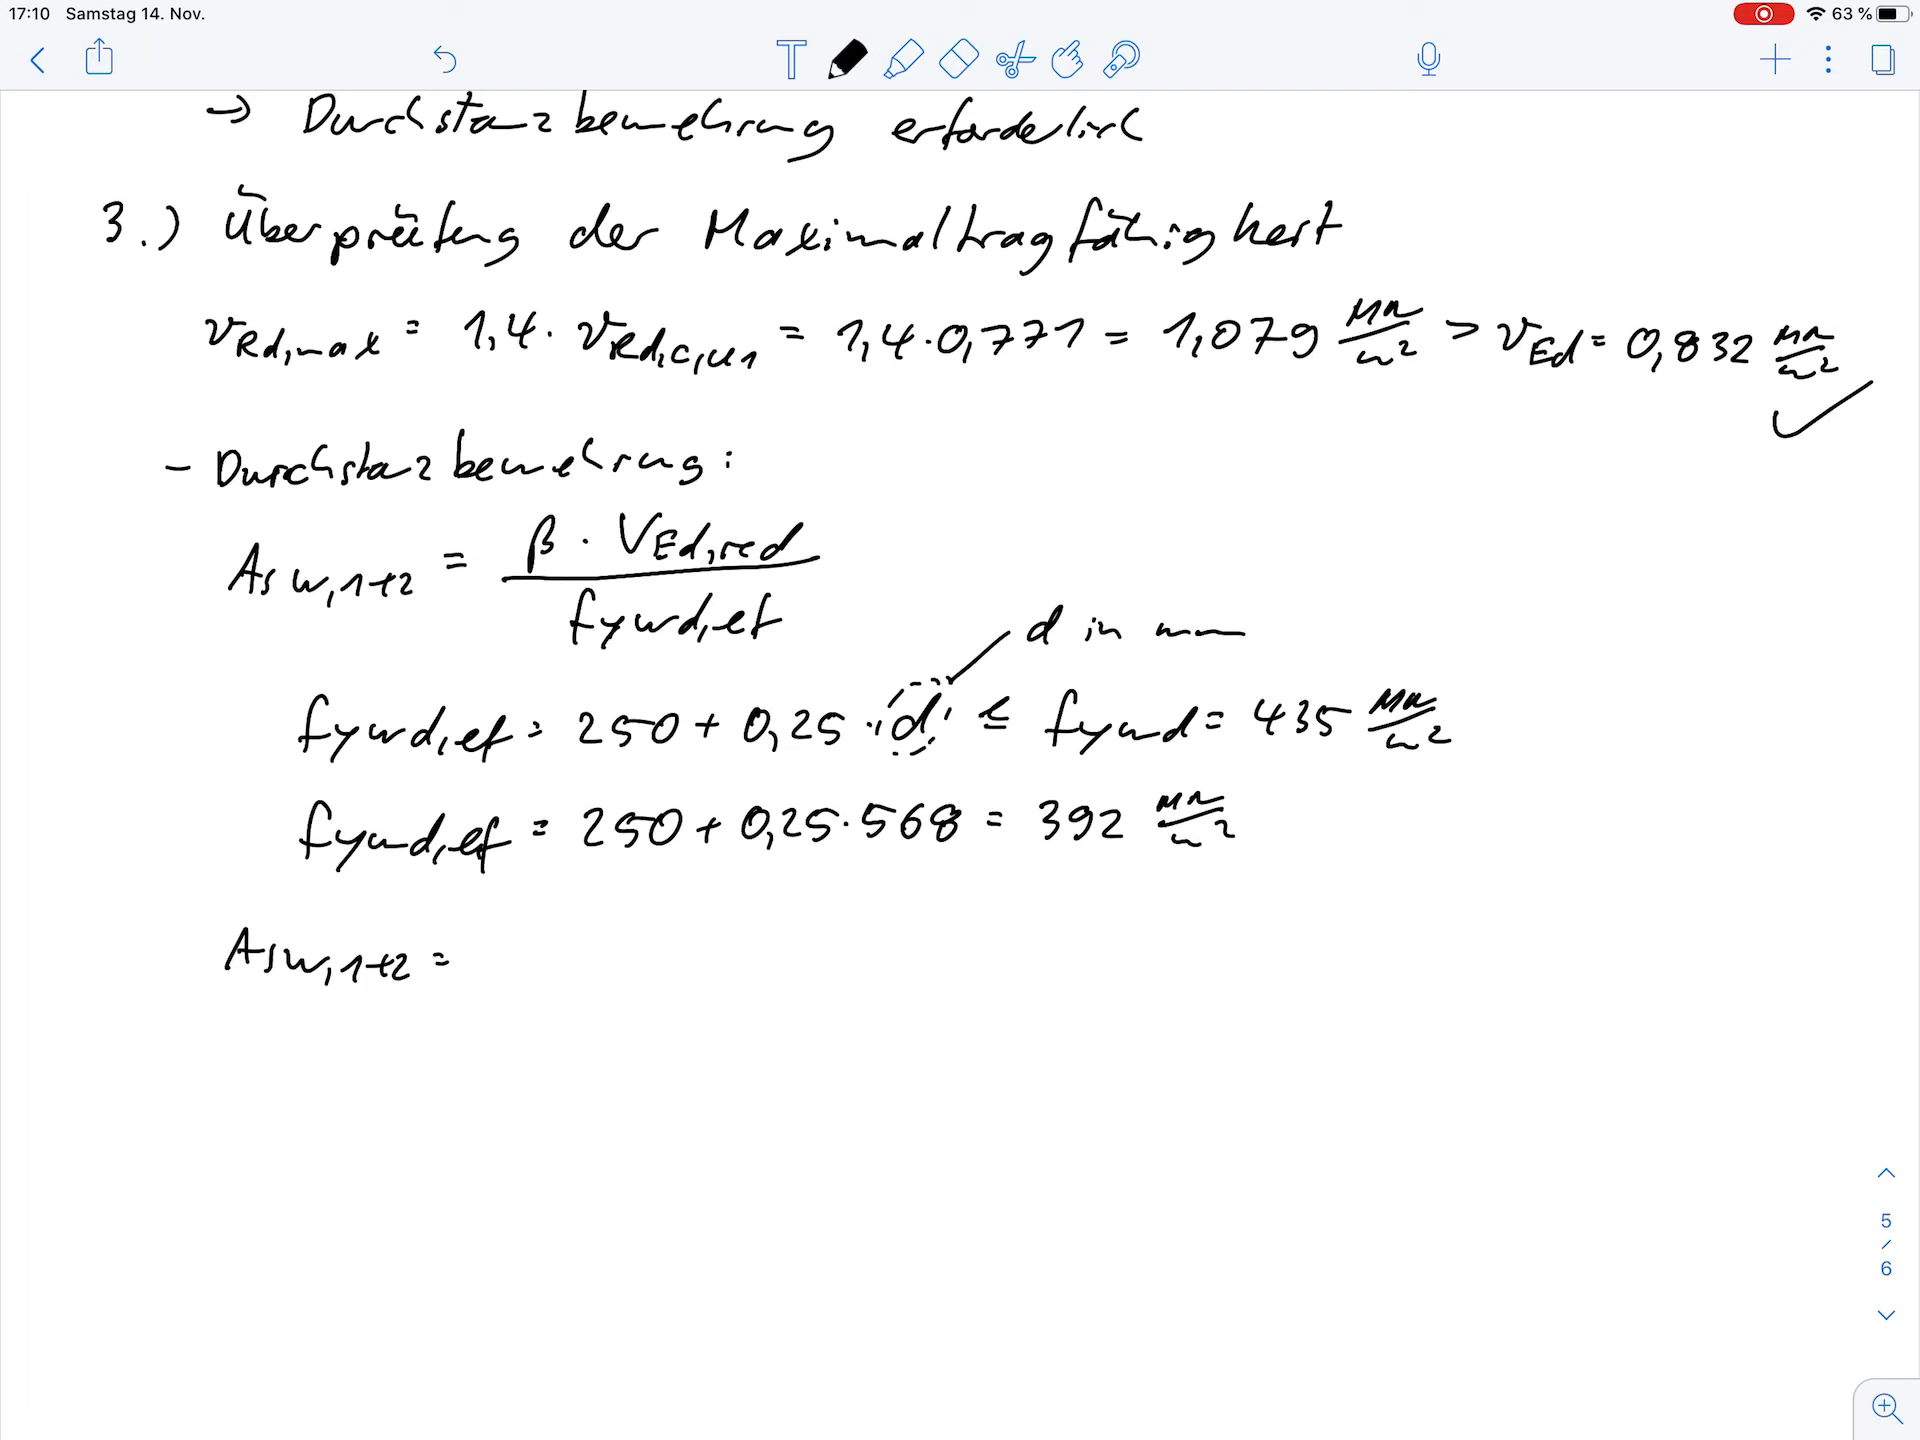 17:10 Samstag 14. Nov. 63 %
T
→ Durchstanzbewehrung erforderlich
3.) Überprüfung der Maximaltragfähigkeit
vRd,max = 1,4 · vRd,c,u1 = 1,4 · 0,771 = 1,079 MN/m² > vEd = 0,832 MN/m² ✓
- Durchstanzbewehrung:
Asw,1+2 = β · VEd,red / fywd,ef
d in mm
fywd,ef = 250 + 0,25 · d ≤ fywd = 435 MN/m²
fywd,ef = 250 + 0,25 · 568 = 392 MN/m²
Asw,1+2 =
5
/
6